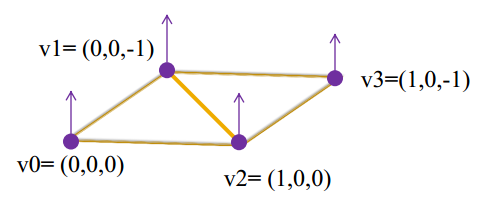 v1= (0,0,-1)
v3=(1,0,-1)
v0= (0,0,0)
v2= (1,0,0)